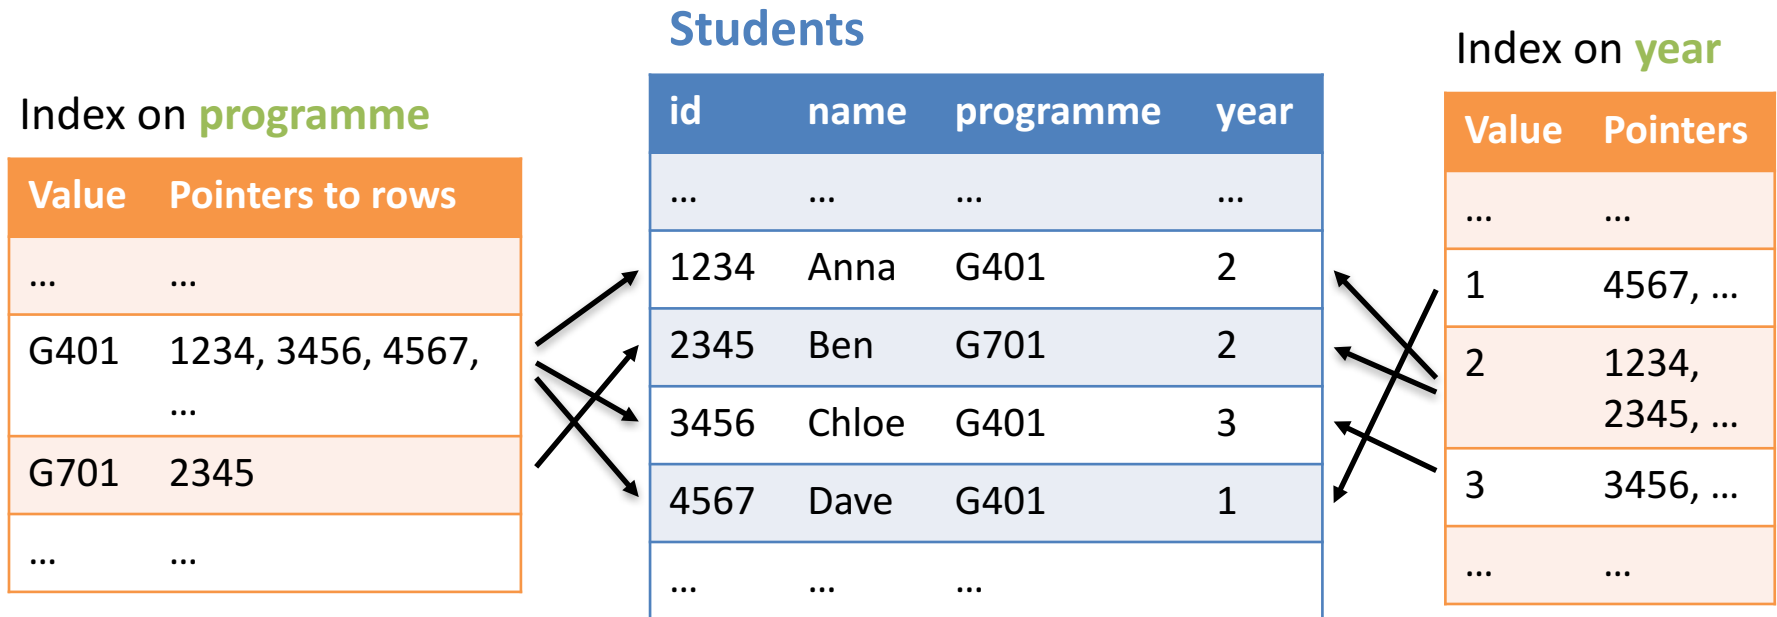 Index on programme
Value Pointers to rows
... ...
G401 1234, 3456, 4567,
...
G701 2345
... ...
Students
id name programme year
... ... ... ...
1234 Anna G401 2
2345 Ben G701 2
3456 Chloe G401 3
4567 Dave G401 1
... ... ...
Index on year
Value Pointers
... ...
1 4567, ...
2 1234,
2345, ...
3 3456, ...
... ...